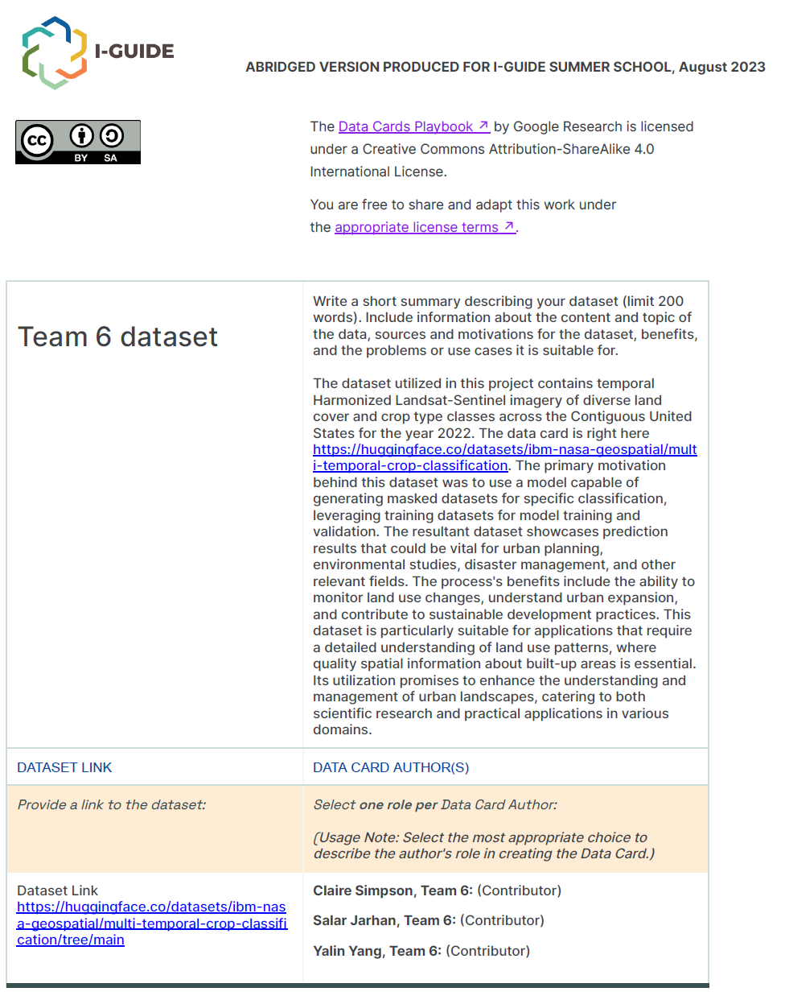 I-GUIDE
ABRIDGED VERSION PRODUCED FOR I-GUIDE SUMMER SCHOOL, August 2023
cc
BY SA
The Data Cards Playbook ↗ by Google Research is licensed
under a Creative Commons Attribution-ShareAlike 4.0
International License.
You are free to share and adapt this work under
the appropriate license terms ↗.
Team 6 dataset
Write a short summary describing your dataset (limit 200
words). Include information about the content and topic of
the data, sources and motivations for the dataset, benefits,
and the problems or use cases it is suitable for.
The dataset utilized in this project contains temporal
Harmonized Landsat-Sentinel imagery of diverse land
cover and crop type classes across the Contiguous United
States for the year 2022. The data card is right here
https://huggingface.co/datasets/ibm-nasa-geospatial/mult
i-temporal-crop-classification. The primary motivation
behind this dataset was to use a model capable of
generating masked datasets for specific classification,
leveraging training datasets for model training and
validation. The resultant dataset showcases prediction
results that could be vital for urban planning,
environmental studies, disaster management, and other
relevant fields. The process's benefits include the ability to
monitor land use changes, understand urban expansion,
and contribute to sustainable development practices. This
dataset is particularly suitable for applications that require
a detailed understanding of land use patterns, where
quality spatial information about built-up areas is essential.
Its utilization promises to enhance the understanding and
management of urban landscapes, catering to both
scientific research and practical applications in various
domains.
DATASET LINK
DATA CARD AUTHOR(S)
Provide a link to the dataset:
Select one role per Data Card Author:
(Usage Note: Select the most appropriate choice to
describe the author's role in creating the Data Card.)
Dataset Link
https://huggingface.co/datasets/ibm-nas
a-geospatial/multi-temporal-crop-classifi
cation/tree/main
Claire Simpson, Team 6: (Contributor)
Salar Jarhan, Team 6: (Contributor)
Yalin Yang, Team 6: (Contributor)